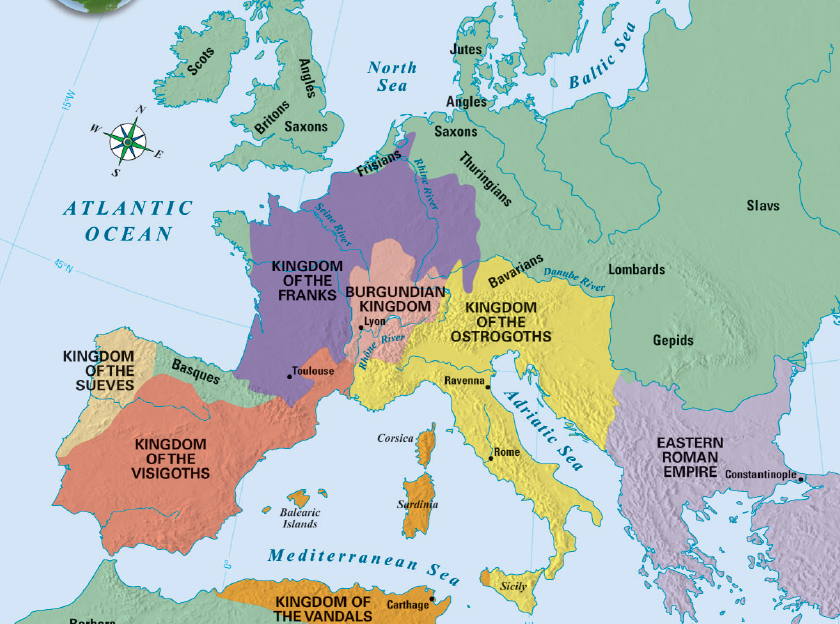 Scots
Angles
Britons
Saxons
North
Sea
Jutes
Baltic Sea
Angles
Saxons
15°W
N
W
E
S
Frisians
Thuringians
Rhine River
Seine River
ATLANTIC
OCEAN
Slavs
45°N
KINGDOM
OF THE
FRANKS
BURGUNDIAN
KINGDOM
Lyon
Rhône River
Bavarians
Danube River
Lombards
KINGDOM
OF THE
OSTROGOTHS
Gepids
KINGDOM
OF THE
SUEVES
Basques
Toulouse
Ravenna
Adriatic Sea
KINGDOM
OF THE
VISIGOTHS
Corsica
Rome
EASTERN
ROMAN
EMPIRE
Constantinople
Balearic
Islands
Sardinia
Mediterranean Sea
0°
Sicily
KINGDOM OF
THE VANDALS
Carthage
Berbers